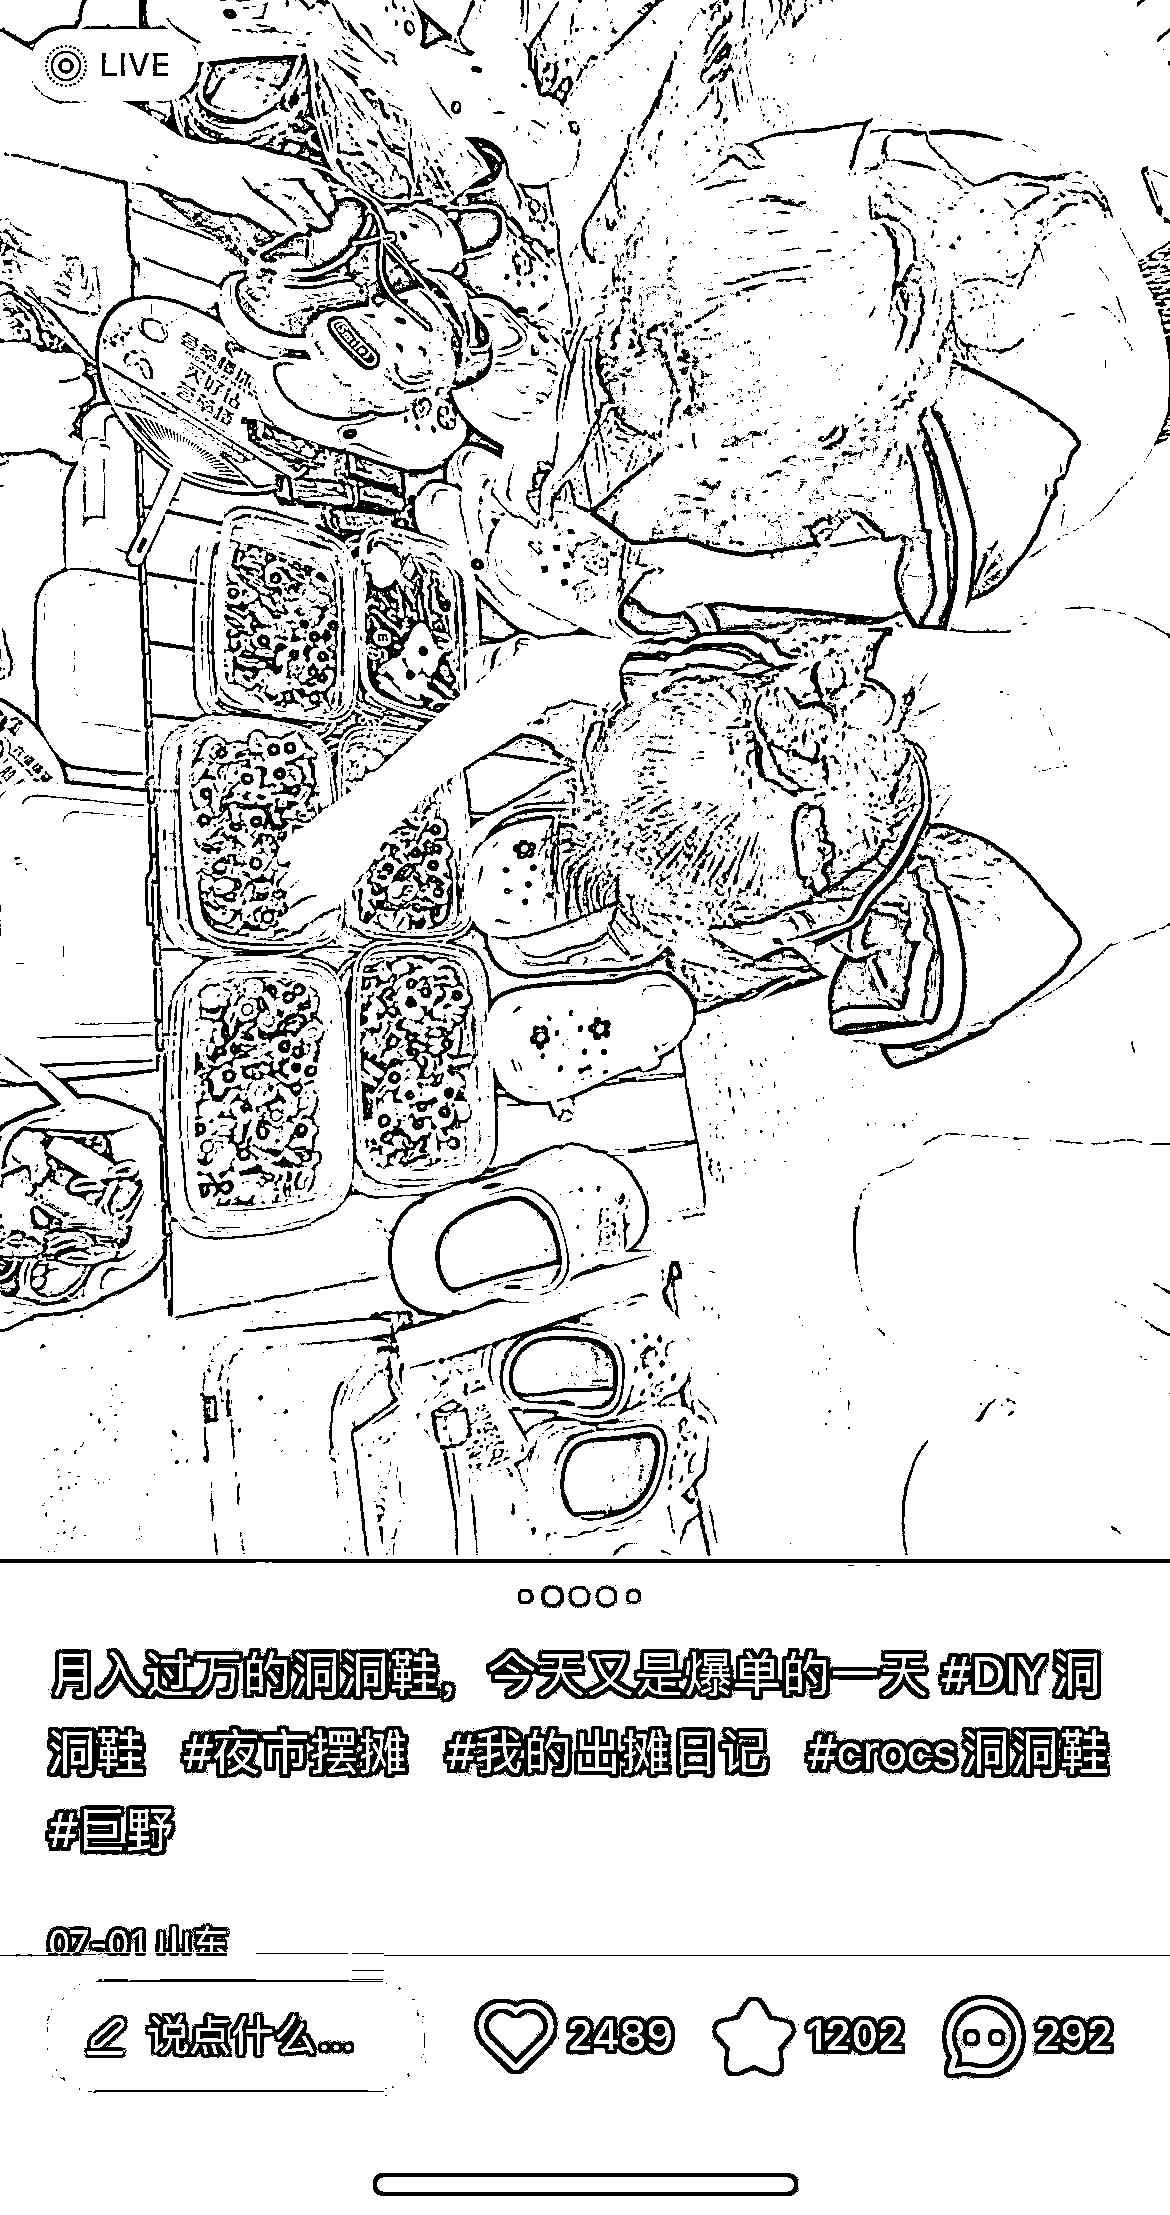 LIVE
月入过万的洞洞鞋，今天又是爆单的一天 #DIY洞
洞鞋 #夜市摆摊 #我的出摊日记 #crocs洞洞鞋
#巨野
07-01 山东
说点什么... 2489 1202 292